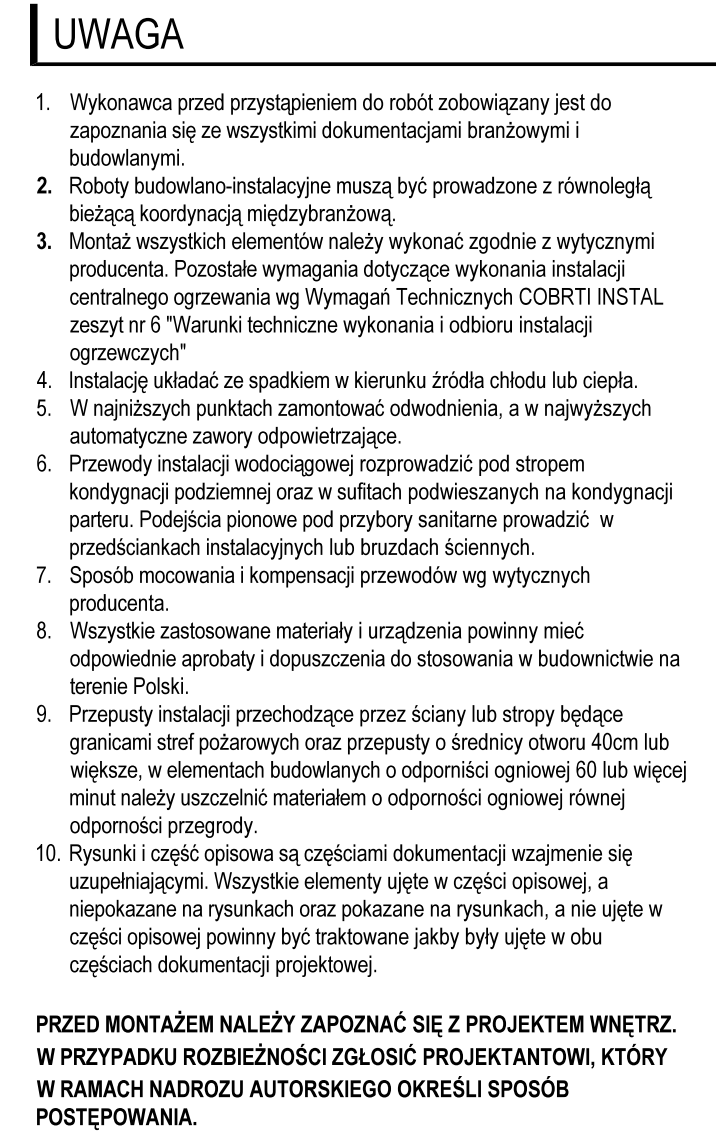 UWAGA
1. Wykonawca przed przystąpieniem do robót zobowiązany jest do
zapoznania się ze wszystkimi dokumentacjami branżowymi i
budowlanymi.
2. Roboty budowlano-instalacyjne muszą być prowadzone z równoległą
bieżącą koordynacją międzybranżową.
3. Montaż wszystkich elementów należy wykonać zgodnie z wytycznymi
producenta. Pozostałe wymagania dotyczące wykonania instalacji
centralnego ogrzewania wg Wymagań Technicznych COBRTI INSTAL
zeszyt nr 6 "Warunki techniczne wykonania i odbioru instalacji
ogrzewczych"
4. Instalację układać ze spadkiem w kierunku źródła chłodu lub ciepła.
5. W najniższych punktach zamontować odwodnienia, a w najwyższych
automatyczne zawory odpowietrzające.
6. Przewody instalacji wodociągowej rozprowadzić pod stropem
kondygnacji podziemnej oraz w sufitach podwieszanych na kondygnacji
parteru. Podejścia pionowe pod przybory sanitarne prowadzić w
przedściankach instalacyjnych lub bruzdach ściennych.
7. Sposób mocowania i kompensacji przewodów wg wytycznych
producenta.
8. Wszystkie zastosowane materiały i urządzenia powinny mieć
odpowiednie aprobaty i dopuszczenia do stosowania w budownictwie na
terenie Polski.
9. Przepusty instalacji przechodzące przez ściany lub stropy będące
granicami stref pożarowych oraz przepusty o średnicy otworu 40cm lub
większe, w elementach budowlanych o odporniści ogniowej 60 lub więcej
minut należy uszczelnić materiałem o odporności ogniowej równej
odporności przegrody.
10. Rysunki i część opisowa są częściami dokumentacji wzajmenie się
uzupełniającymi. Wszystkie elementy ujęte w części opisowej, a
niepokazane na rysunkach oraz pokazane na rysunkach, a nie ujęte w
części opisowej powinny być traktowane jakby były ujęte w obu
częściach dokumentacji projektowej.
PRZED MONTAŻEM NALEŻY ZAPOZNAĆ SIĘ Z PROJEKTEM WNĘTRZ.
W PRZYPADKU ROZBIEŻNOŚCI ZGŁOSIĆ PROJEKTANTOWI, KTÓRY
W RAMACH NADROZU AUTORSKIEGO OKREŚLI SPOSÓB
POSTĘPOWANIA.